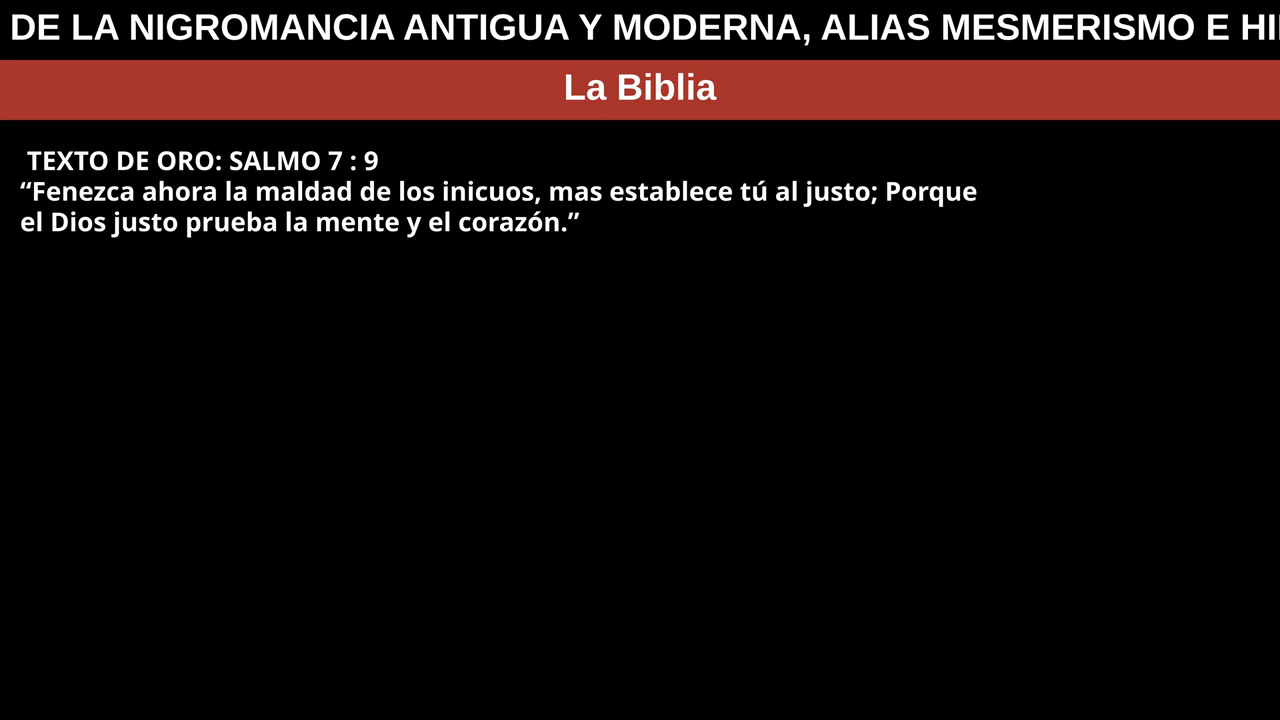 DE LA NIGROMANCIA ANTIGUA Y MODERNA, ALIAS MESMERISMO E
La Biblia
TEXTO DE ORO: SALMO 7 : 9
“Fenezca ahora la maldad de los inicuos, mas establece tú al justo; Porque
el Dios justo prueba la mente y el corazón.”